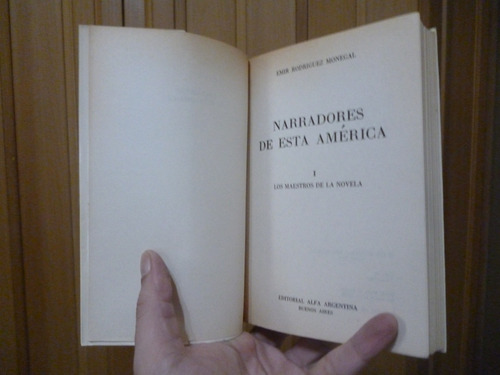 EMIR RODRIGUEZ MONEGAL
NARRADORES
DE ESTA AMÉRICA
I
LOS MAESTROS DE LA NOVELA
EDITORIAL ALFA ARGENTINA
BUENOS AIRES